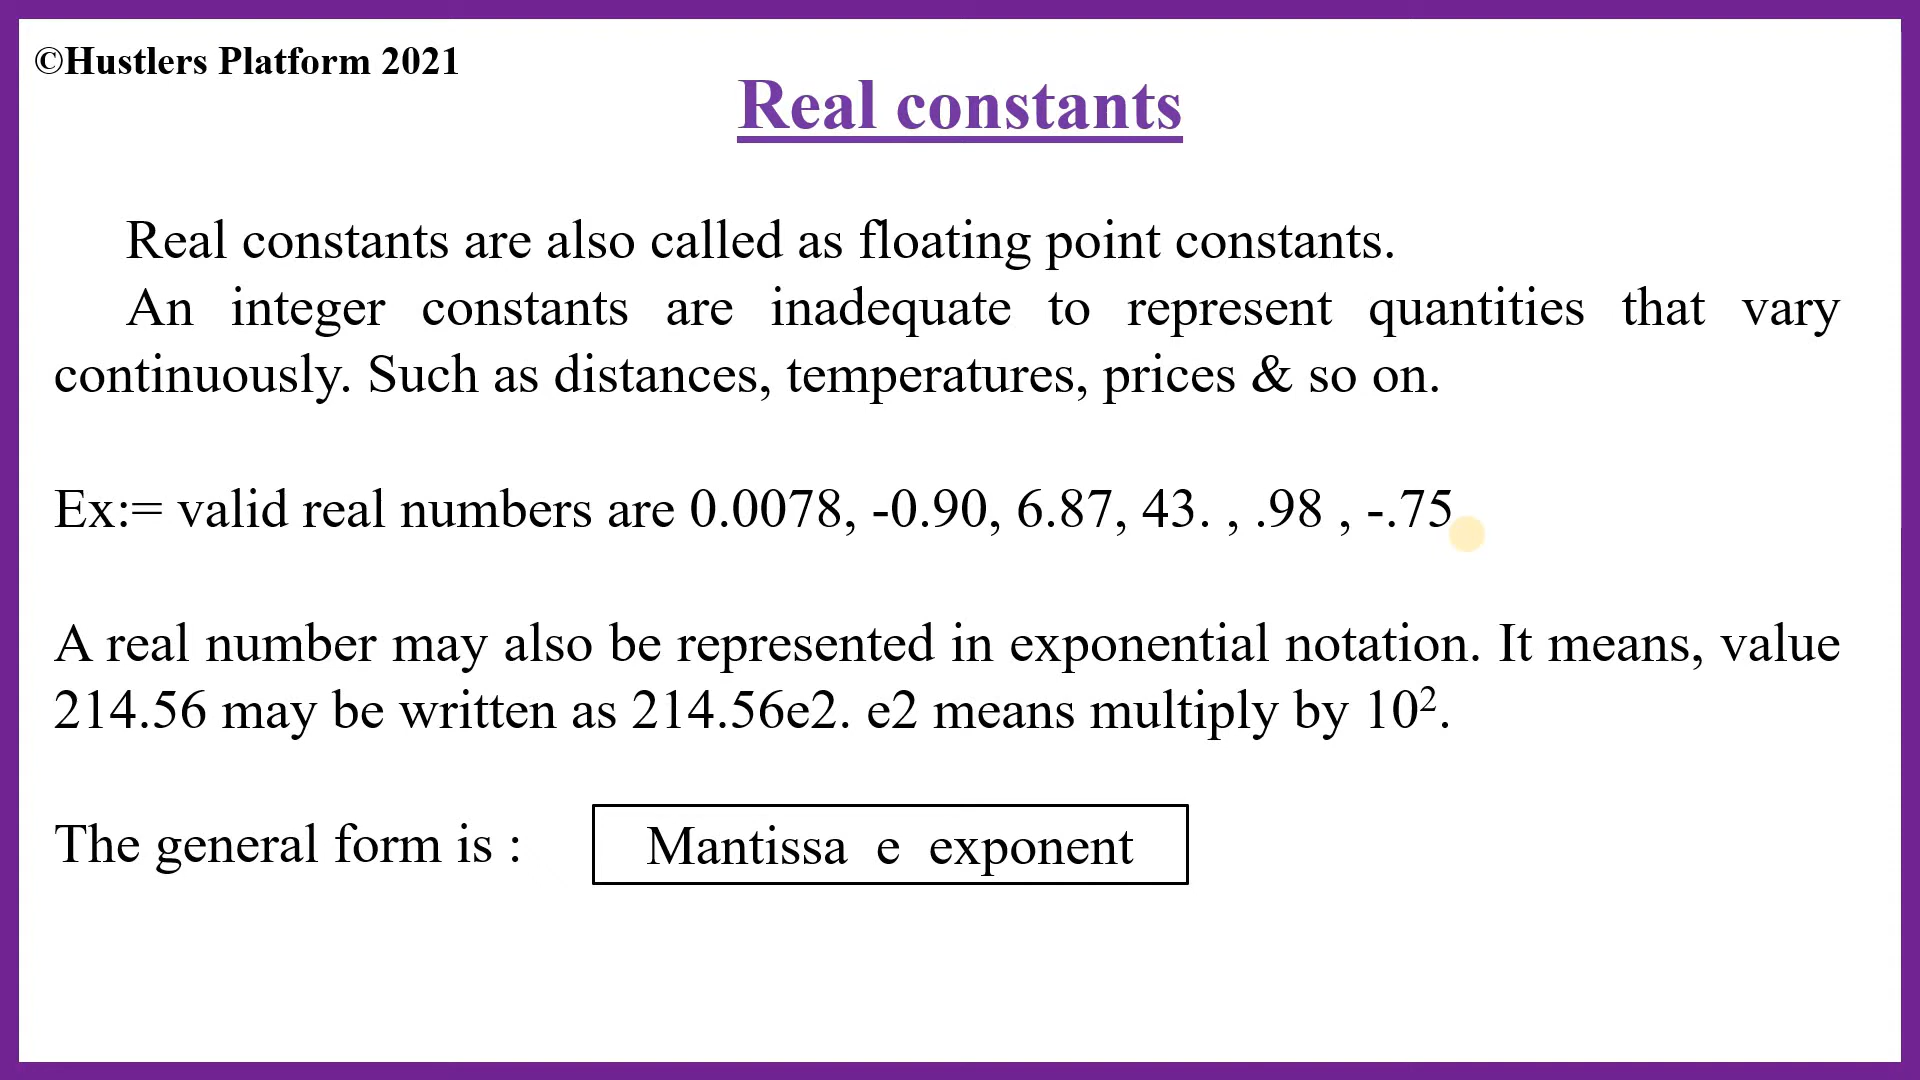 ©Hustlers Platform 2021
Real constants
Real constants are also called as floating point constants.
An integer constants are inadequate to represent quantities that vary
continuously. Such as distances, temperatures, prices & so on.
Ex:= valid real numbers are 0.0078, -0.90, 6.87, 43. , .98 , -.75
A real number may also be represented in exponential notation. It means, value
214.56 may be written as 214.56e2. e2 means multiply by 10².
The general form is :
Mantissa e exponent